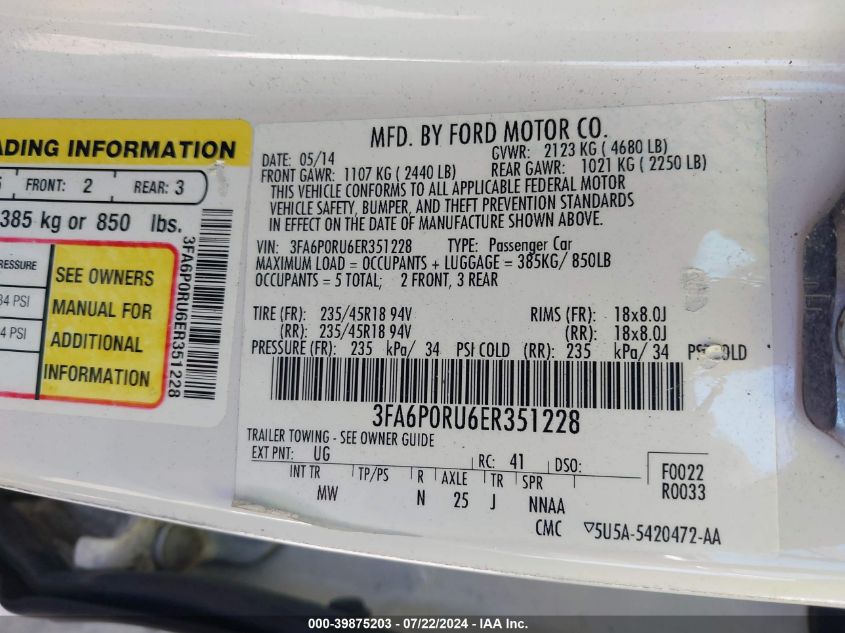 ADING INFORMATION
FRONT: 2 REAR: 3
385 kg or 850 lbs.
RESSURE
34 PSI
4 PSI
SEE OWNERS
MANUAL FOR
ADDITIONAL
INFORMATION
3FA6P0RU6ER351228
MFD. BY FORD MOTOR CO.
DATE: 05/14 GVWR: 2123 KG ( 4680 LB)
FRONT GAWR: 1107 KG ( 2440 LB) REAR GAWR: 1021 KG ( 2250 LB)
THIS VEHICLE CONFORMS TO ALL APPLICABLE FEDERAL MOTOR
VEHICLE SAFETY, BUMPER, AND THEFT PREVENTION STANDARDS
IN EFFECT ON THE DATE OF MANUFACTURE SHOWN ABOVE.
VIN: 3FA6P0RU6ER351228 TYPE: Passenger Car
MAXIMUM LOAD = OCCUPANTS + LUGGAGE = 385KG/ 850LB
OCCUPANTS = 5 TOTAL; 2 FRONT, 3 REAR
TIRE (FR): 235/45R18 94V RIMS (FR): 18x8.0J
(RR): 235/45R18 94V (RR): 18x8.0J
PRESSURE (FR): 235 kPa/ 34 PSI COLD (RR): 235 kPa/ 34 PSI COLD
3FA6P0RU6ER351228
TRAILER TOWING - SEE OWNER GUIDE
EXT PNT: UG RC: 41 DSO:
INT TR TP/PS R AXLE TR SPR
MW N 25 J NNAA
F0022
R0033
CMC ▽5U5A-5420472-AA
000-39875203 - 07/22/2024 - IAA Inc.